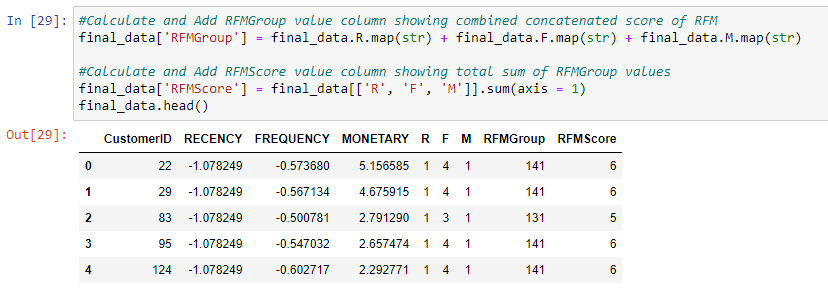 In [29]: #Calculate and Add RFMGroup value column showing combined concatenated score of RFM
final_data['RFMGroup'] = final_data.R.map(str) + final_data.F.map(str) + final_data.M.map(str)
#Calculate and Add RFMScore value column showing total sum of RFMGroup values
final_data['RFMScore'] = final_data[['R', 'F', 'M']].sum(axis = 1)
final_data.head()
Out[29]:
CustomerID RECENCY FREQUENCY MONETARY R F M RFMGroup RFMScore
0 22 -1.078249 -0.573680 5.156585 1 4 1 141 6
1 29 -1.078249 -0.567134 4.675915 1 4 1 141 6
2 83 -1.078249 -0.500781 2.791290 1 3 1 131 5
3 95 -1.078249 -0.547032 2.657474 1 4 1 141 6
4 124 -1.078249 -0.602717 2.292771 1 4 1 141 6